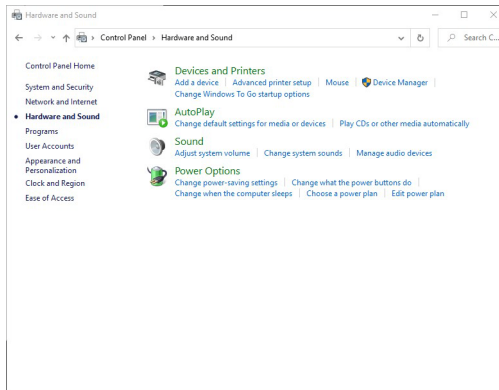 Hardware and Sound
Control Panel > Hardware and Sound
Search C...
Control Panel Home
System and Security
Network and Internet
Hardware and Sound
Programs
User Accounts
Appearance and
Personalization
Clock and Region
Ease of Access
Devices and Printers
Add a device | Advanced printer setup | Mouse | Device Manager |
Change Windows To Go startup options
AutoPlay
Change default settings for media or devices | Play CDs or other media automatically
Sound
Adjust system volume | Change system sounds | Manage audio devices
Power Options
Change power-saving settings | Change what the power buttons do |
Change when the computer sleeps | Choose a power plan | Edit power plan